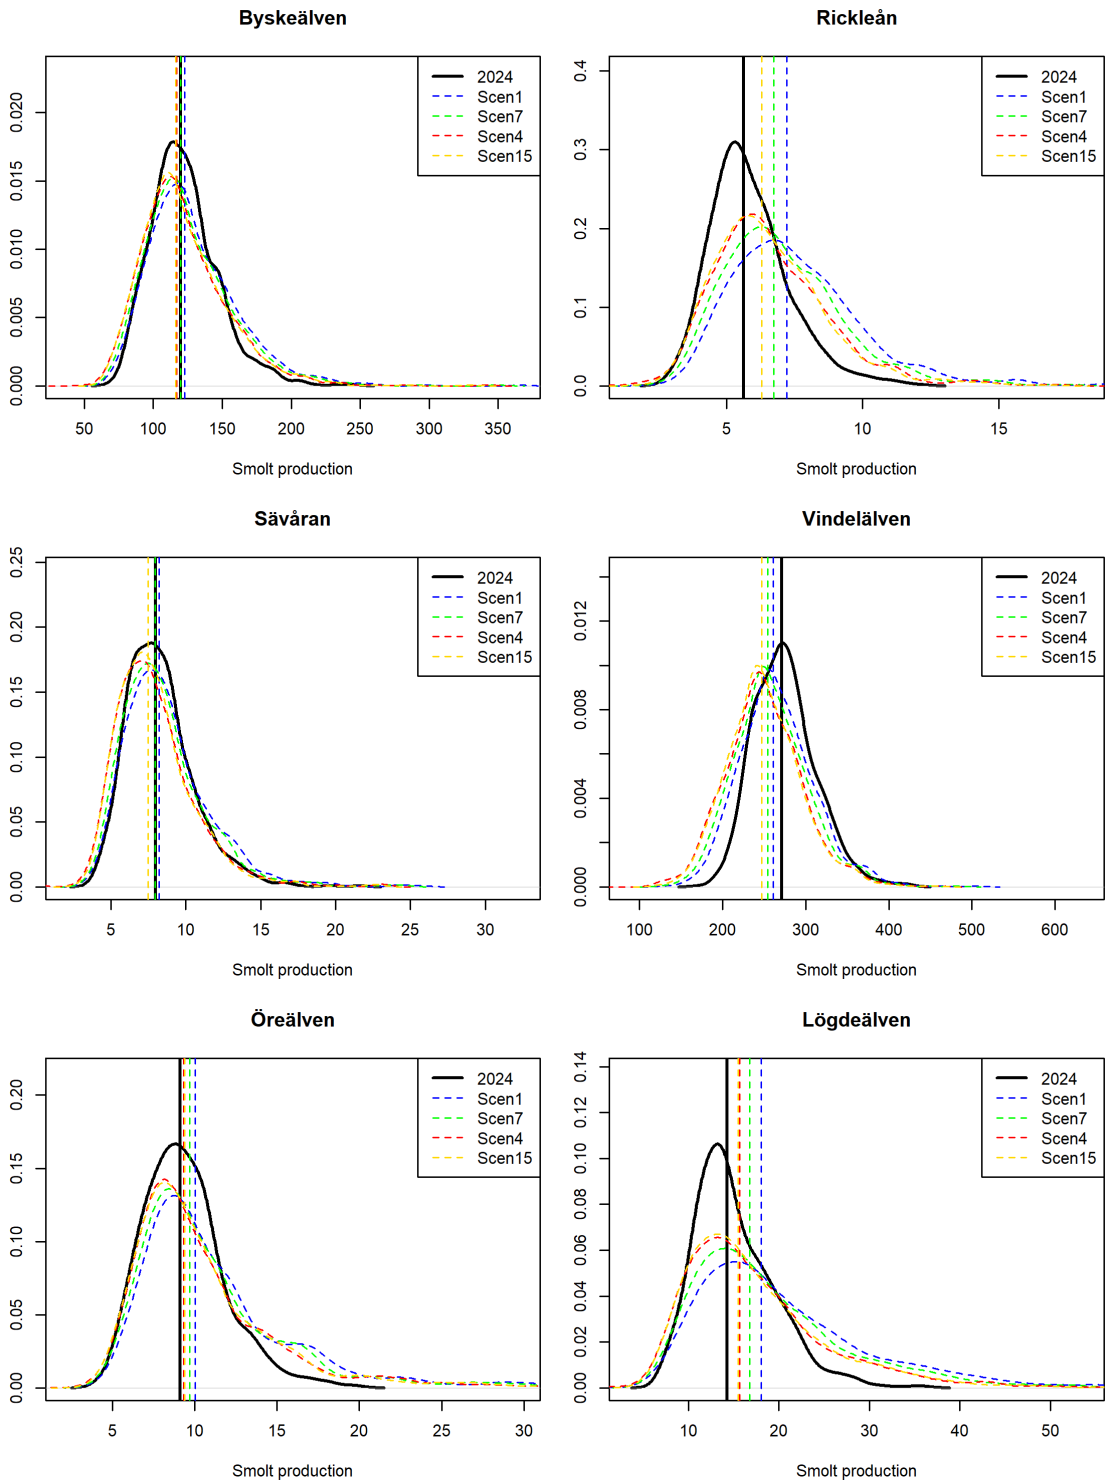 Byskeälven
0.000
0.005
0.010
0.015
0.020
2024
Scen1
Scen7
Scen4
Scen15
50
100
150
200
250
300
350
Smolt production
Rickleån
0.0
0.1
0.2
0.3
0.4
2024
Scen1
Scen7
Scen4
Scen15
5
10
15
Smolt production
Sävåran
0.00
0.05
0.10
0.15
0.20
0.25
2024
Scen1
Scen7
Scen4
Scen15
5
10
15
20
25
30
Smolt production
Vindelälven
0.000
0.004
0.008
0.012
2024
Scen1
Scen7
Scen4
Scen15
100
200
300
400
500
600
Smolt production
Öreälven
0.00
0.05
0.10
0.15
0.20
2024
Scen1
Scen7
Scen4
Scen15
5
10
15
20
25
30
Smolt production
Lögdeälven
0.00
0.02
0.04
0.06
0.08
0.10
0.12
0.14
2024
Scen1
Scen7
Scen4
Scen15
10
20
30
40
50
Smolt production